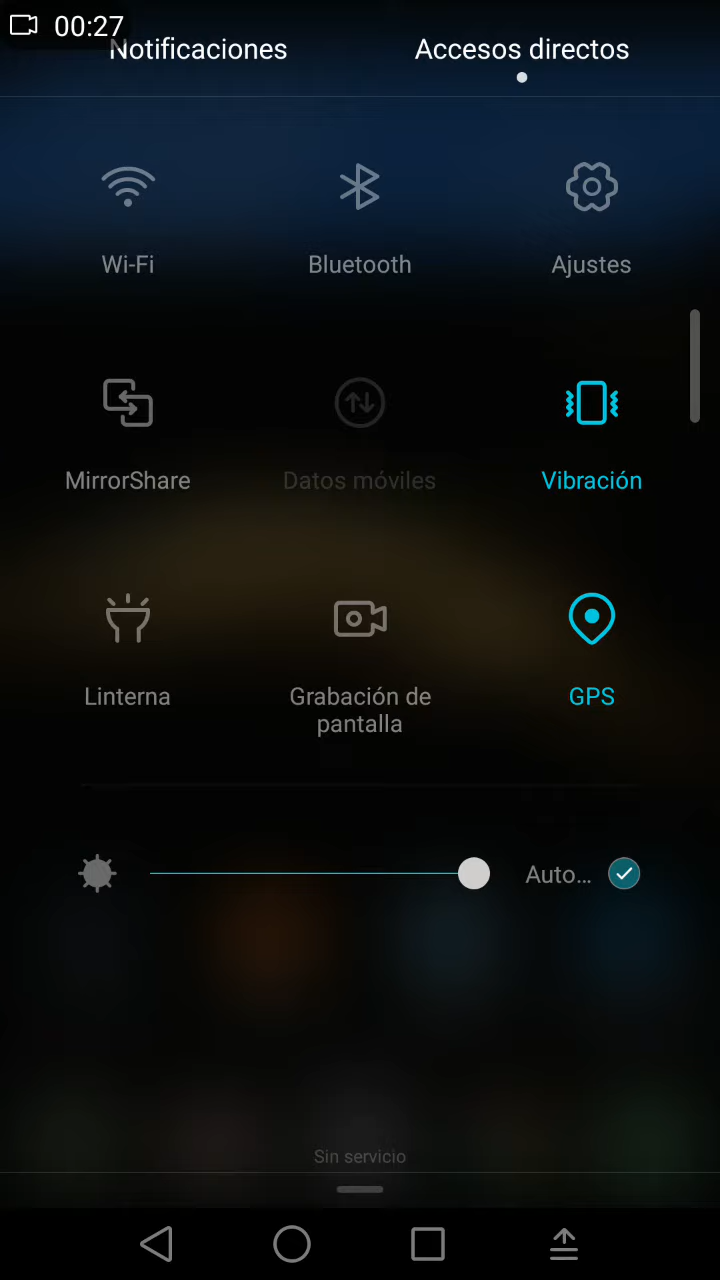 00:27
Notificaciones
Accesos directos
Wi-Fi
Bluetooth
Ajustes
MirrorShare
Datos móviles
Vibración
Linterna
Grabación de
pantalla
GPS
Auto...
Sin servicio